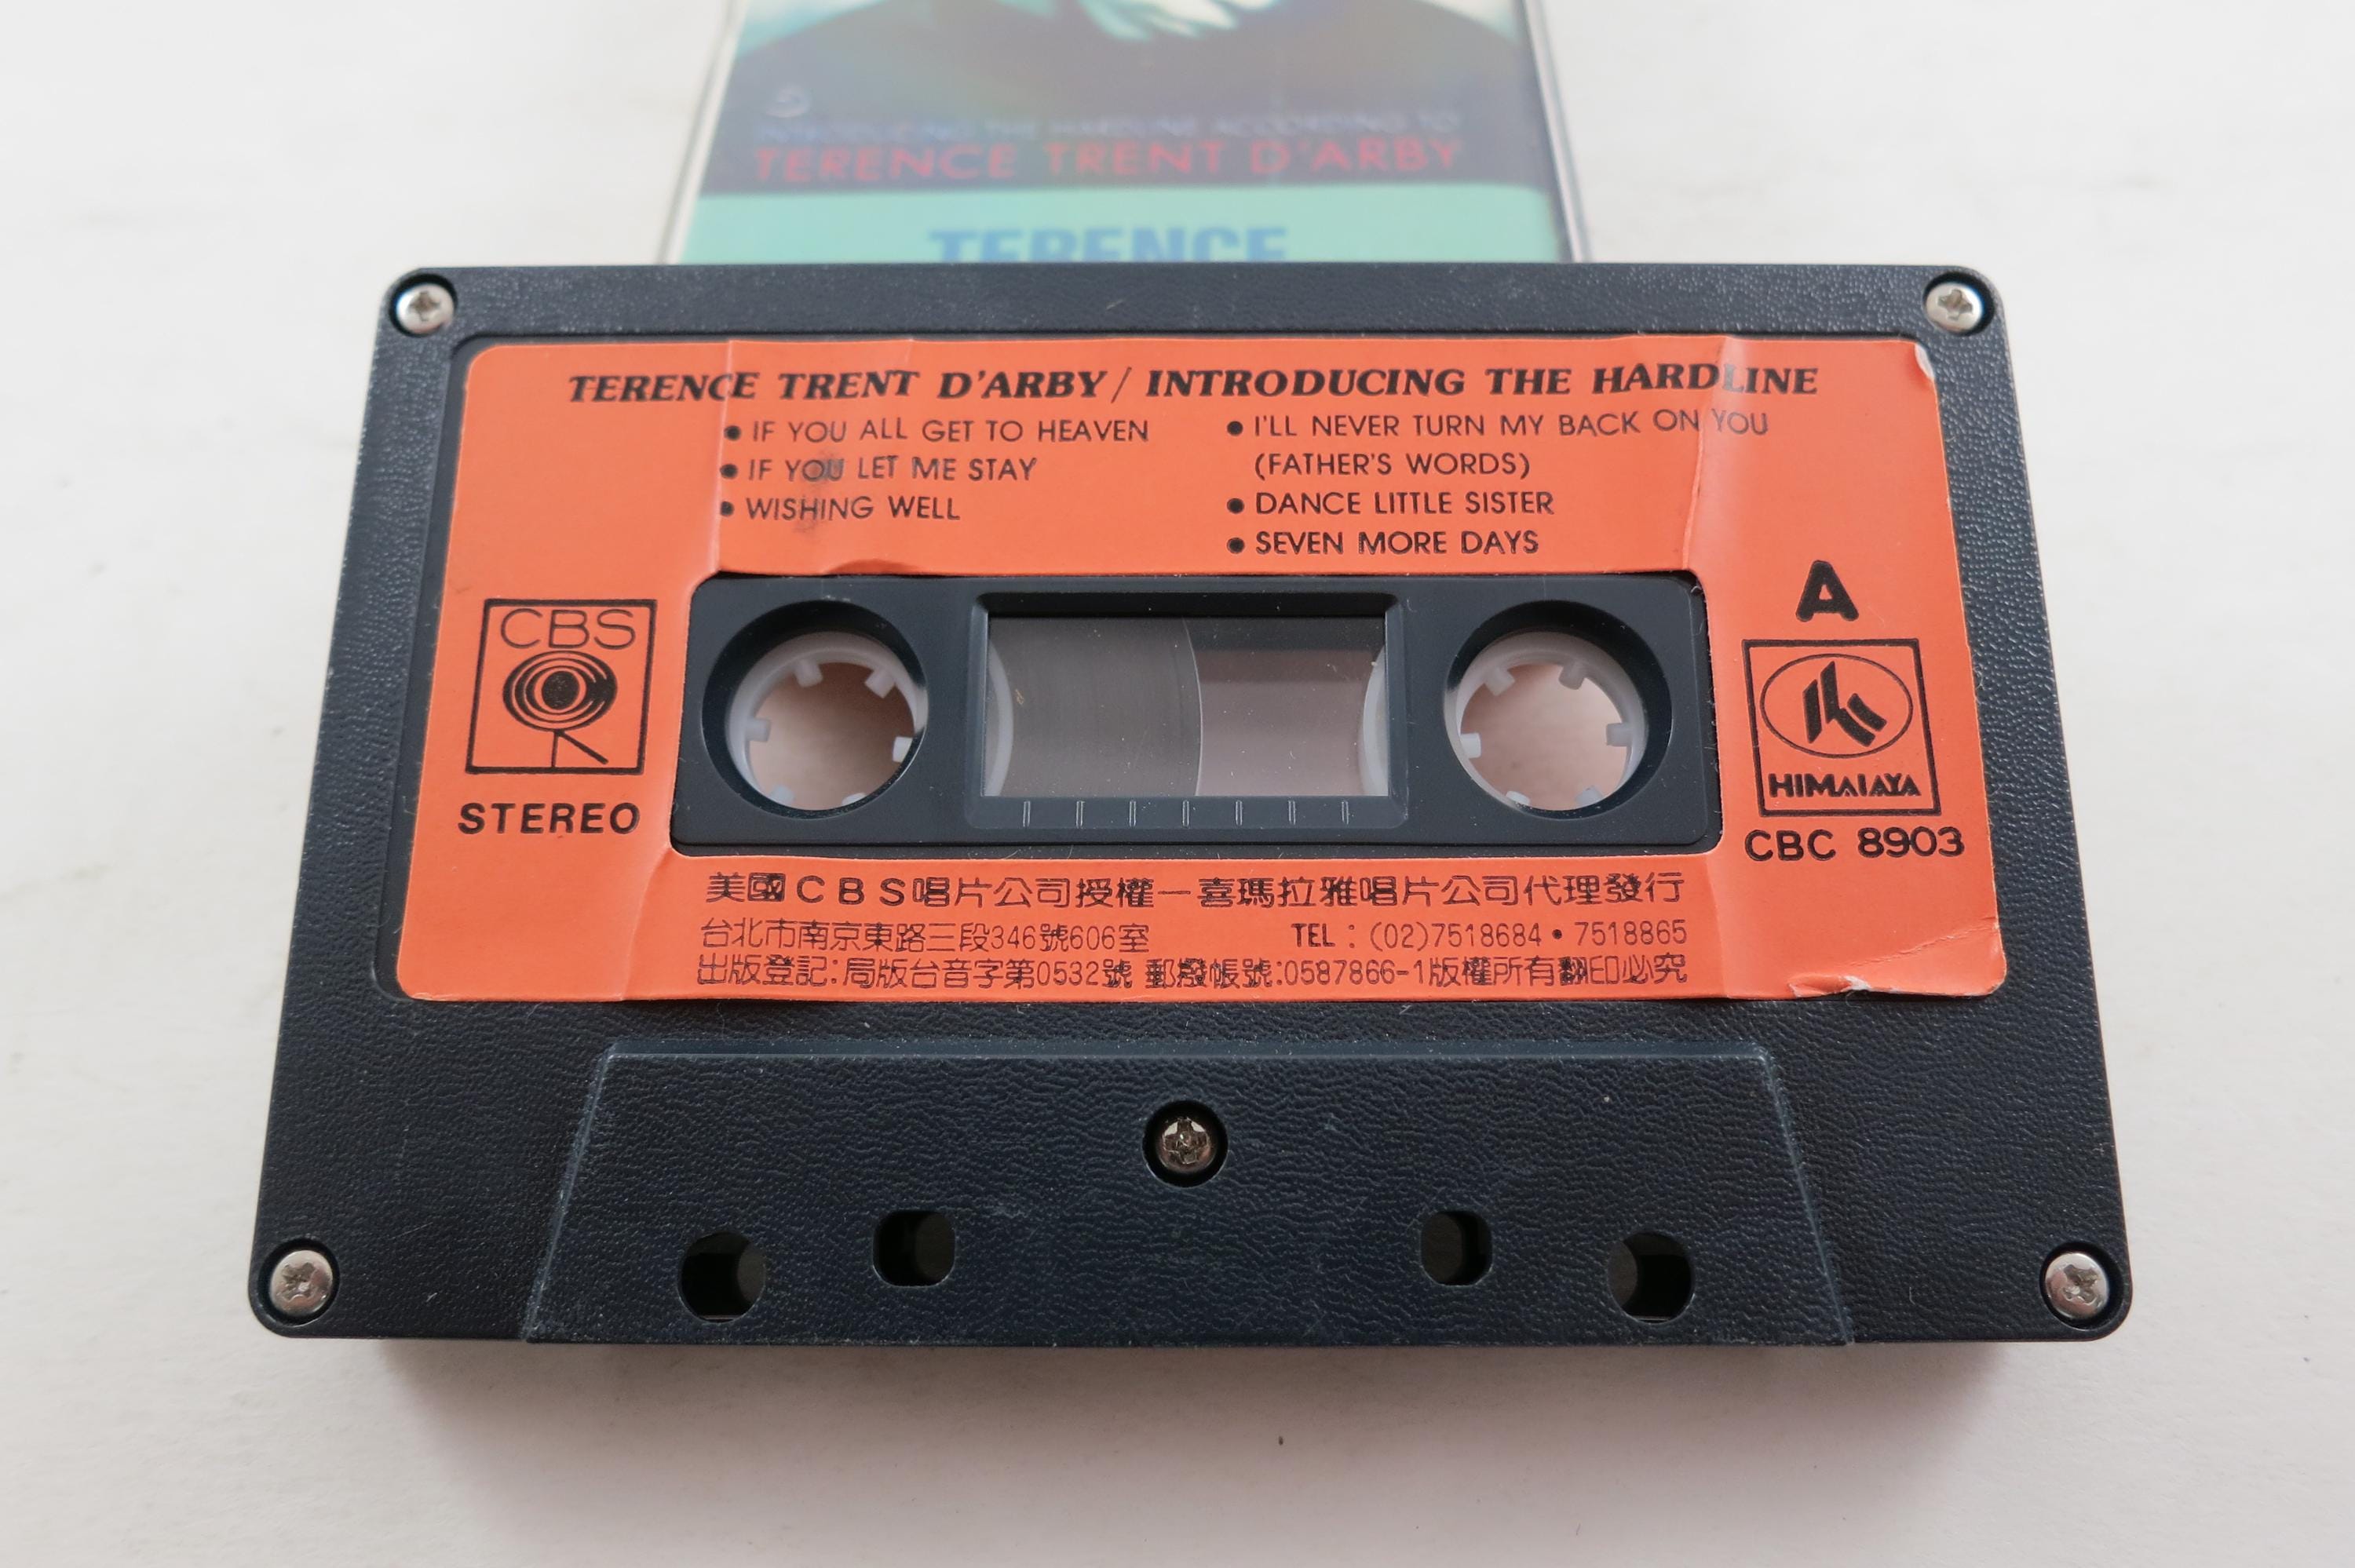 INTRODUCING THE HARDLINE ACCORDING TO
TERENCE TRENT D'ARBY
TERENCE
TERENCE TRENT D'ARBY/INTRODUCING THE HARDLINE
● IF YOU ALL GET TO HEAVEN
● IF YOU LET ME STAY
● WISHING WELL
● I'LL NEVER TURN MY BACK ON YOU
(FATHER'S WORDS)
● DANCE LITTLE SISTER
● SEVEN MORE DAYS
CBS
STEREO
A
HIMALAYA
CBC 8903
美國CBS唱片公司授權—喜瑪拉雅唱片公司代理發行
台北市南京東路三段346號606室 TEL：(02)7518684•7518865
出版登記:局版台音字第0532號 郵撥帳號:0587866-1版權所有翻印必究